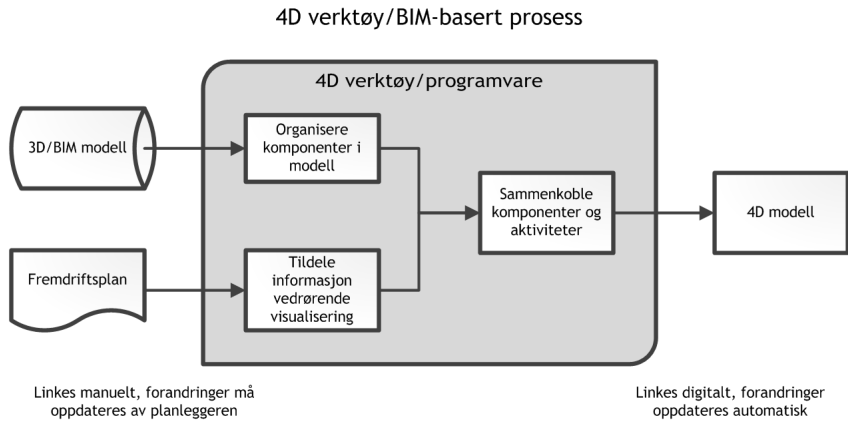 4D verktøy/BIM-basert prosess
4D verktøy/programvare
3D/BIM modell
Organisere
komponenter i
modell
Sammenkoble
komponenter og
aktiviteter
4D modell
Fremdriftsplan
Tildele
informasjon
vedrørende
visualisering
Linkes manuelt, forandringer må
oppdateres av planleggeren
Linkes digitalt, forandringer
oppdateres automatisk